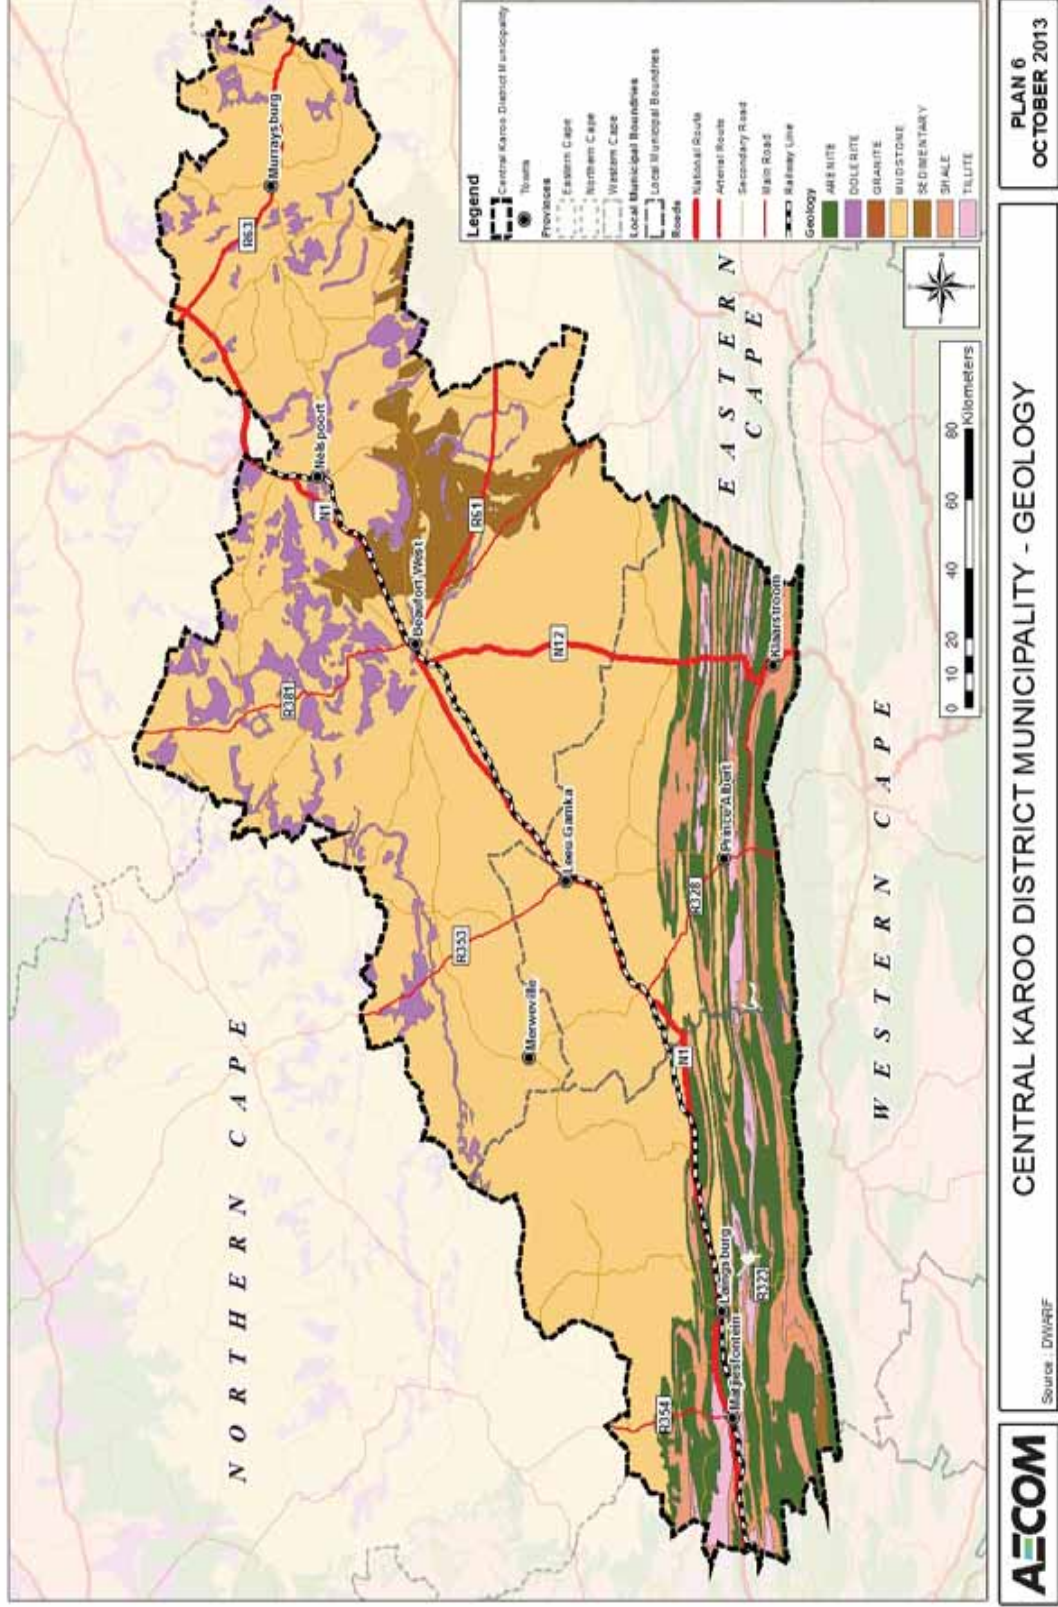 NORTHERN CAPE
WESTERN CAPE
EASTERN
CAPE
Murraysburg
R63
Nelspoort
N1
R61
Beaufort West
R381
N12
Klaarstroom
Leeu Gamka
R353
Merweville
Prince Albert
R328
N1
Laingsburg
R323
Matjiesfontein
R354
Legend
Central Karoo District Municipality
Towns
Provinces
Eastern Cape
Northern Cape
Western Cape
Local Municipal Boundries
Local Municipal Boundries
Roads
National Route
Arterial Route
Secondary Road
Main Road
Railway Line
Geology
ARENITE
DOLERITE
GRANITE
MUDSTONE
SEDIMENTARY
SHALE
TILLITE
0 10 20 40 60 80
Kilometers
AECOM
Source : DWARF
CENTRAL KAROO DISTRICT MUNICIPALITY - GEOLOGY
PLAN 6
OCTOBER 2013